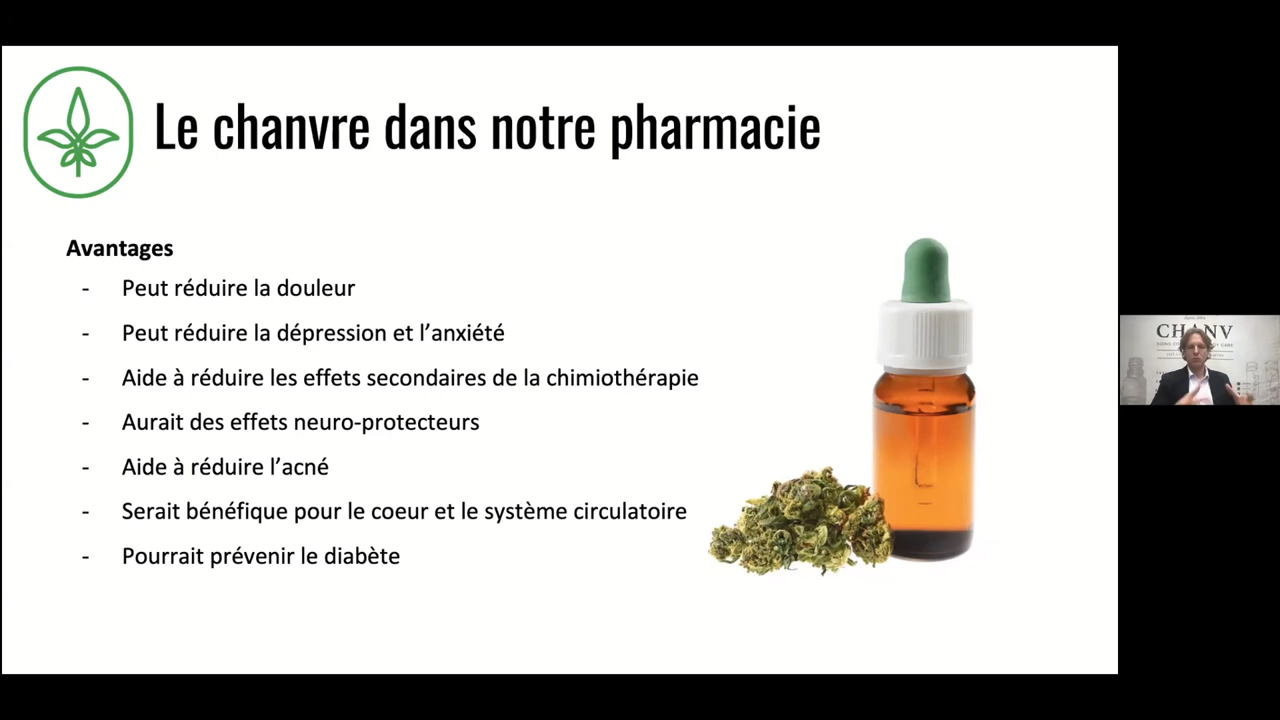 Le chanvre dans notre pharmacie
Avantages
- Peut réduire la douleur
- Peut réduire la dépression et l’anxiété
- Aide à réduire les effets secondaires de la chimiothérapie
- Aurait des effets neuro-protecteurs
- Aide à réduire l’acné
- Serait bénéfique pour le coeur et le système circulatoire
- Pourrait prévenir le diabète
CHANV